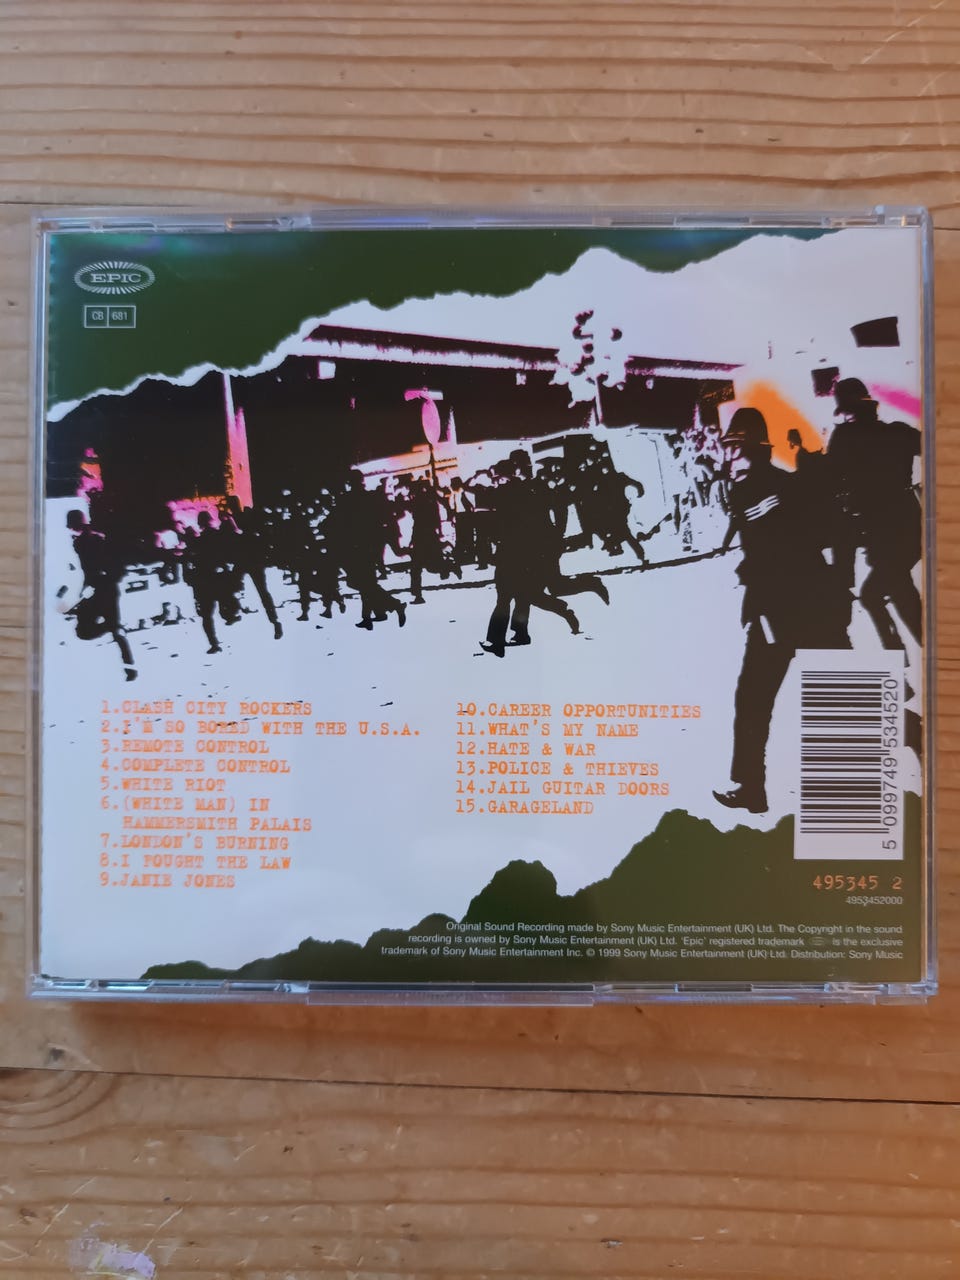 EPIC
CB 681
1.CLASH CITY ROCKERS
2.I'M SO BORED WITH THE U.S.A.
3.REMOTE CONTROL
4.COMPLETE CONTROL
5.WHITE RIOT
6.(WHITE MAN) IN
HAMMERSMITH PALAIS
7.LONDON'S BURNING
8.I FOUGHT THE LAW
9.JANIE JONES
10.CAREER OPPORTUNITIES
11.WHAT'S MY NAME
12.HATE & WAR
13.POLICE & THIEVES
14.JAIL GUITAR DOORS
15.GARAGELAND
5 099749 534520
495345 2
4953452000
Original Sound Recording made by Sony Music Entertainment (UK) Ltd. The Copyright in the sound
recording is owned by Sony Music Entertainment (UK) Ltd. 'Epic' registered trademark is the exclusive
trademark of Sony Music Entertainment Inc. © 1999 Sony Music Entertainment (UK) Ltd. Distribution: Sony Music